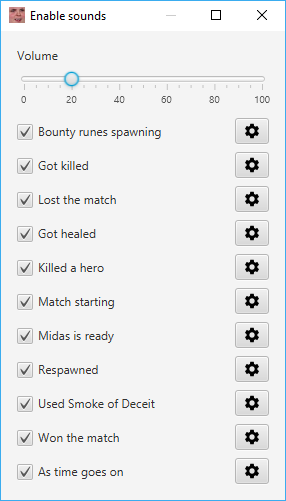 Enable sounds
Volume
0 20 40 60 80 100
Bounty runes spawning
Got killed
Lost the match
Got healed
Killed a hero
Match starting
Midas is ready
Respawned
Used Smoke of Deceit
Won the match
As time goes on